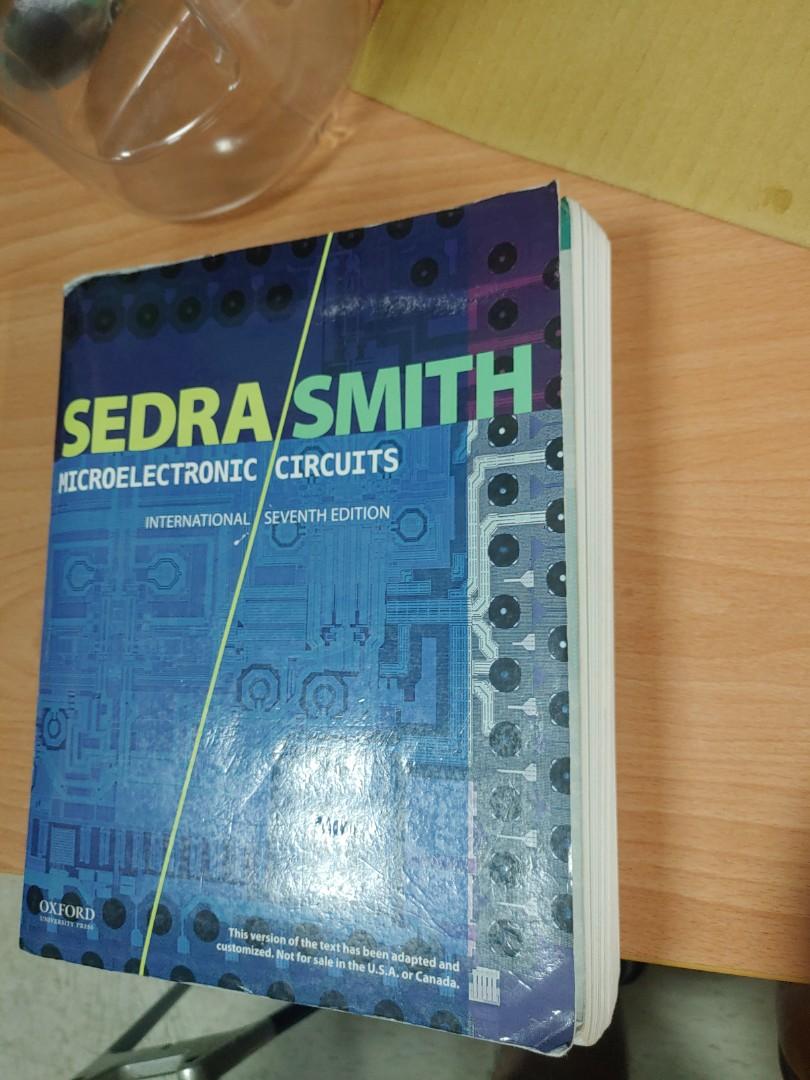 SEDRA/SMITH
MICROELECTRONIC CIRCUITS
INTERNATIONAL SEVENTH EDITION
OXFORD
UNIVERSITY PRESS
This version of the text has been adapted and
customized. Not for sale in the U.S.A. or Canada.